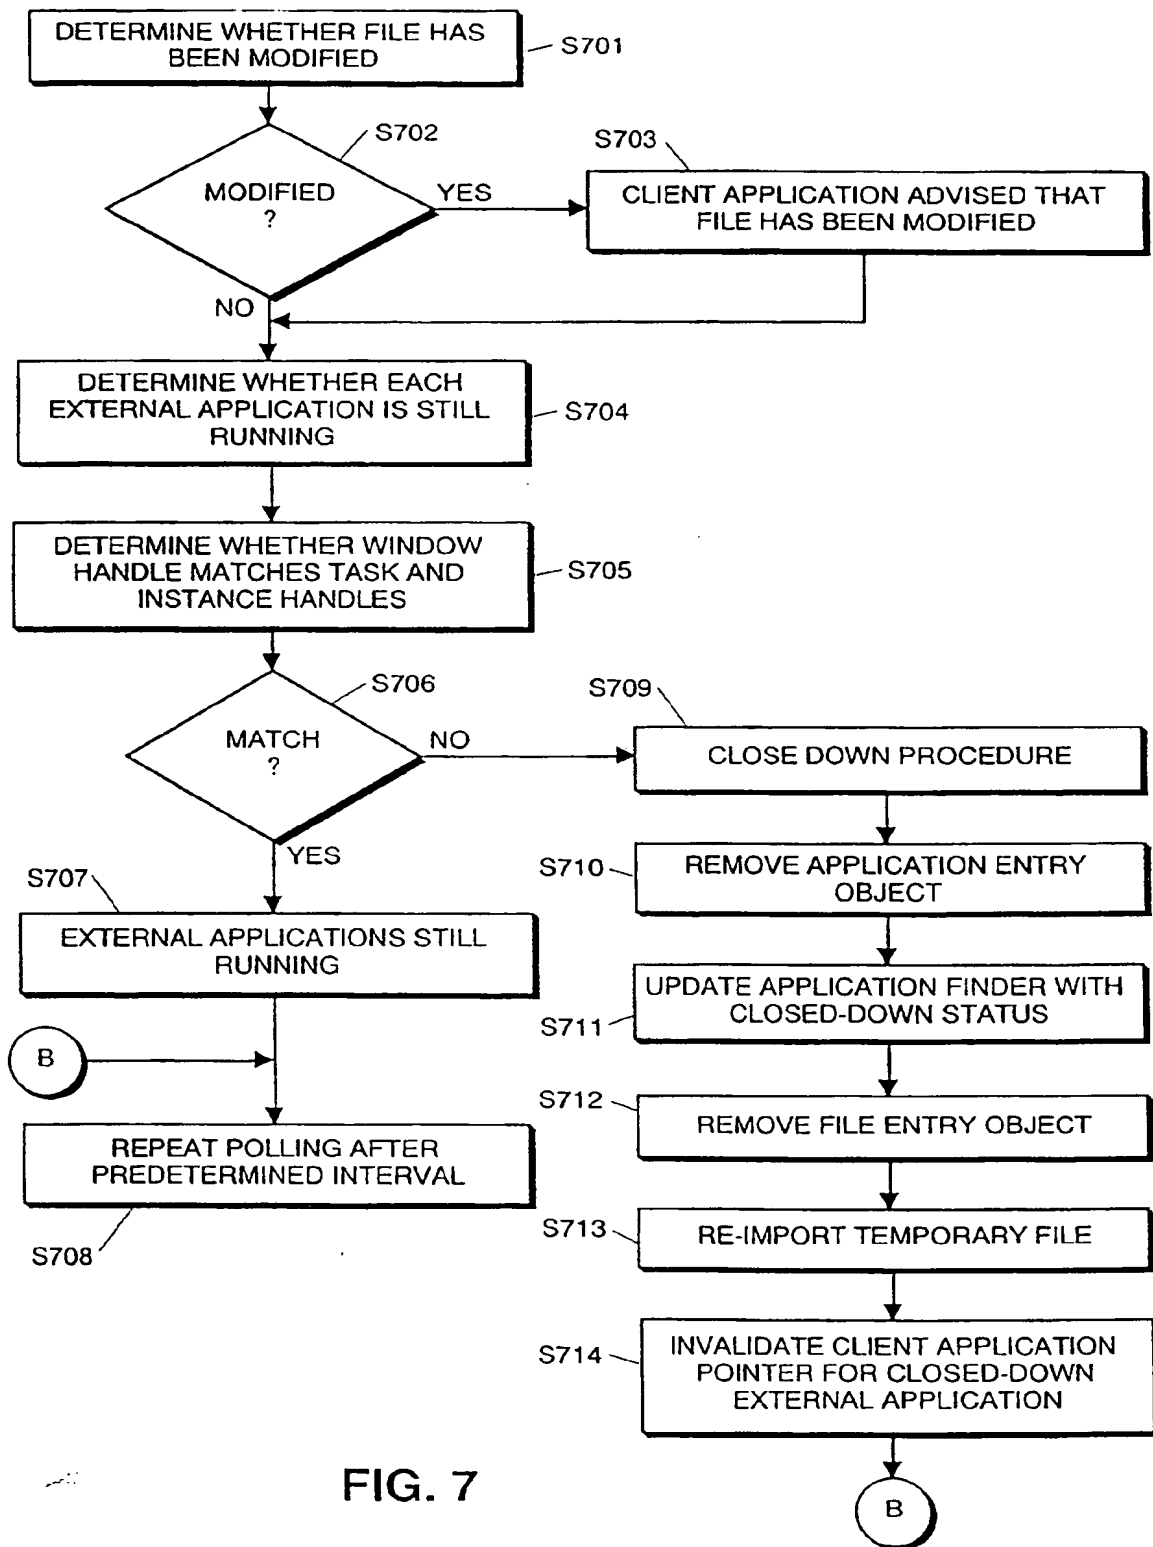 DETERMINE WHETHER FILE HAS
BEEN MODIFIED
S701
S702
MODIFIED
?
YES
NO
S703
CLIENT APPLICATION ADVISED THAT
FILE HAS BEEN MODIFIED
DETERMINE WHETHER EACH
EXTERNAL APPLICATION IS STILL
RUNNING
S704
DETERMINE WHETHER WINDOW
HANDLE MATCHES TASK AND
INSTANCE HANDLES
S705
S706
MATCH
?
NO
YES
S707
EXTERNAL APPLICATIONS STILL
RUNNING
B
REPEAT POLLING AFTER
PREDETERMINED INTERVAL
S708
S709
CLOSE DOWN PROCEDURE
S710
REMOVE APPLICATION ENTRY
OBJECT
S711
UPDATE APPLICATION FINDER WITH
CLOSED-DOWN STATUS
S712
REMOVE FILE ENTRY OBJECT
S713
RE-IMPORT TEMPORARY FILE
S714
INVALIDATE CLIENT APPLICATION
POINTER FOR CLOSED-DOWN
EXTERNAL APPLICATION
B
FIG. 7